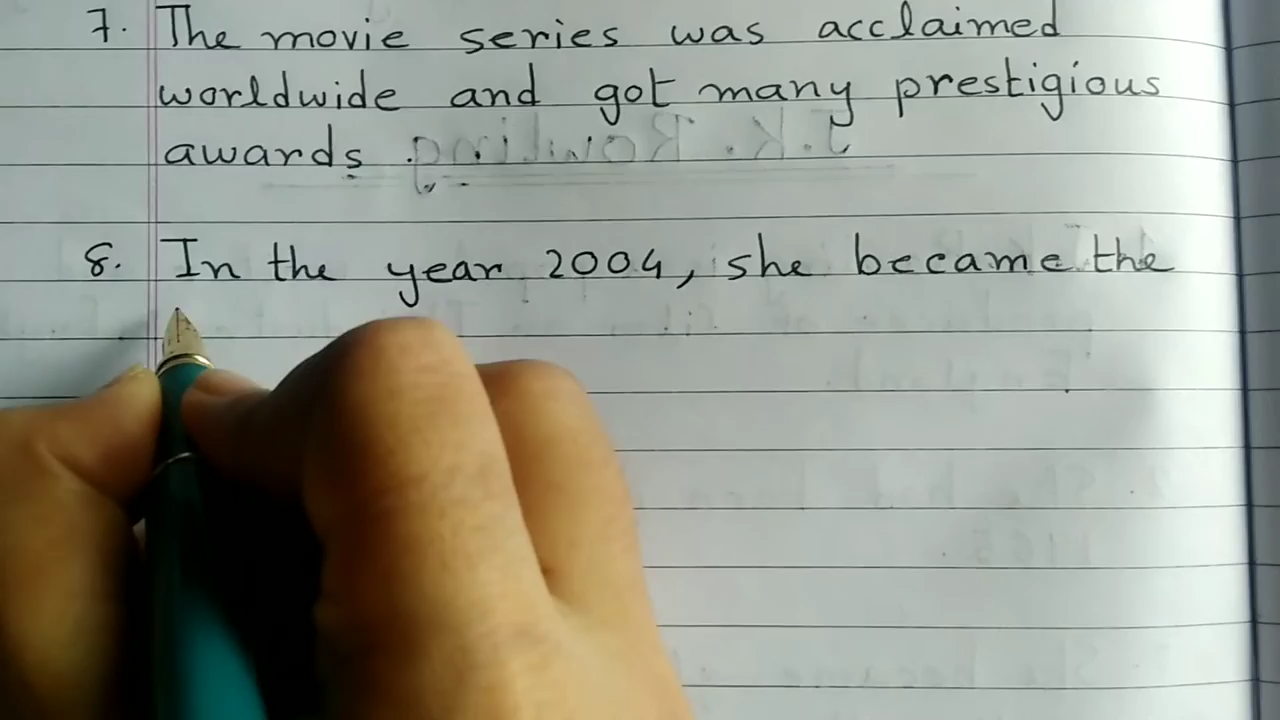 7. The movie series was acclaimed
worldwide and got many prestigious
awards.
J.K. Rowling
8. In the year 2004, she became the